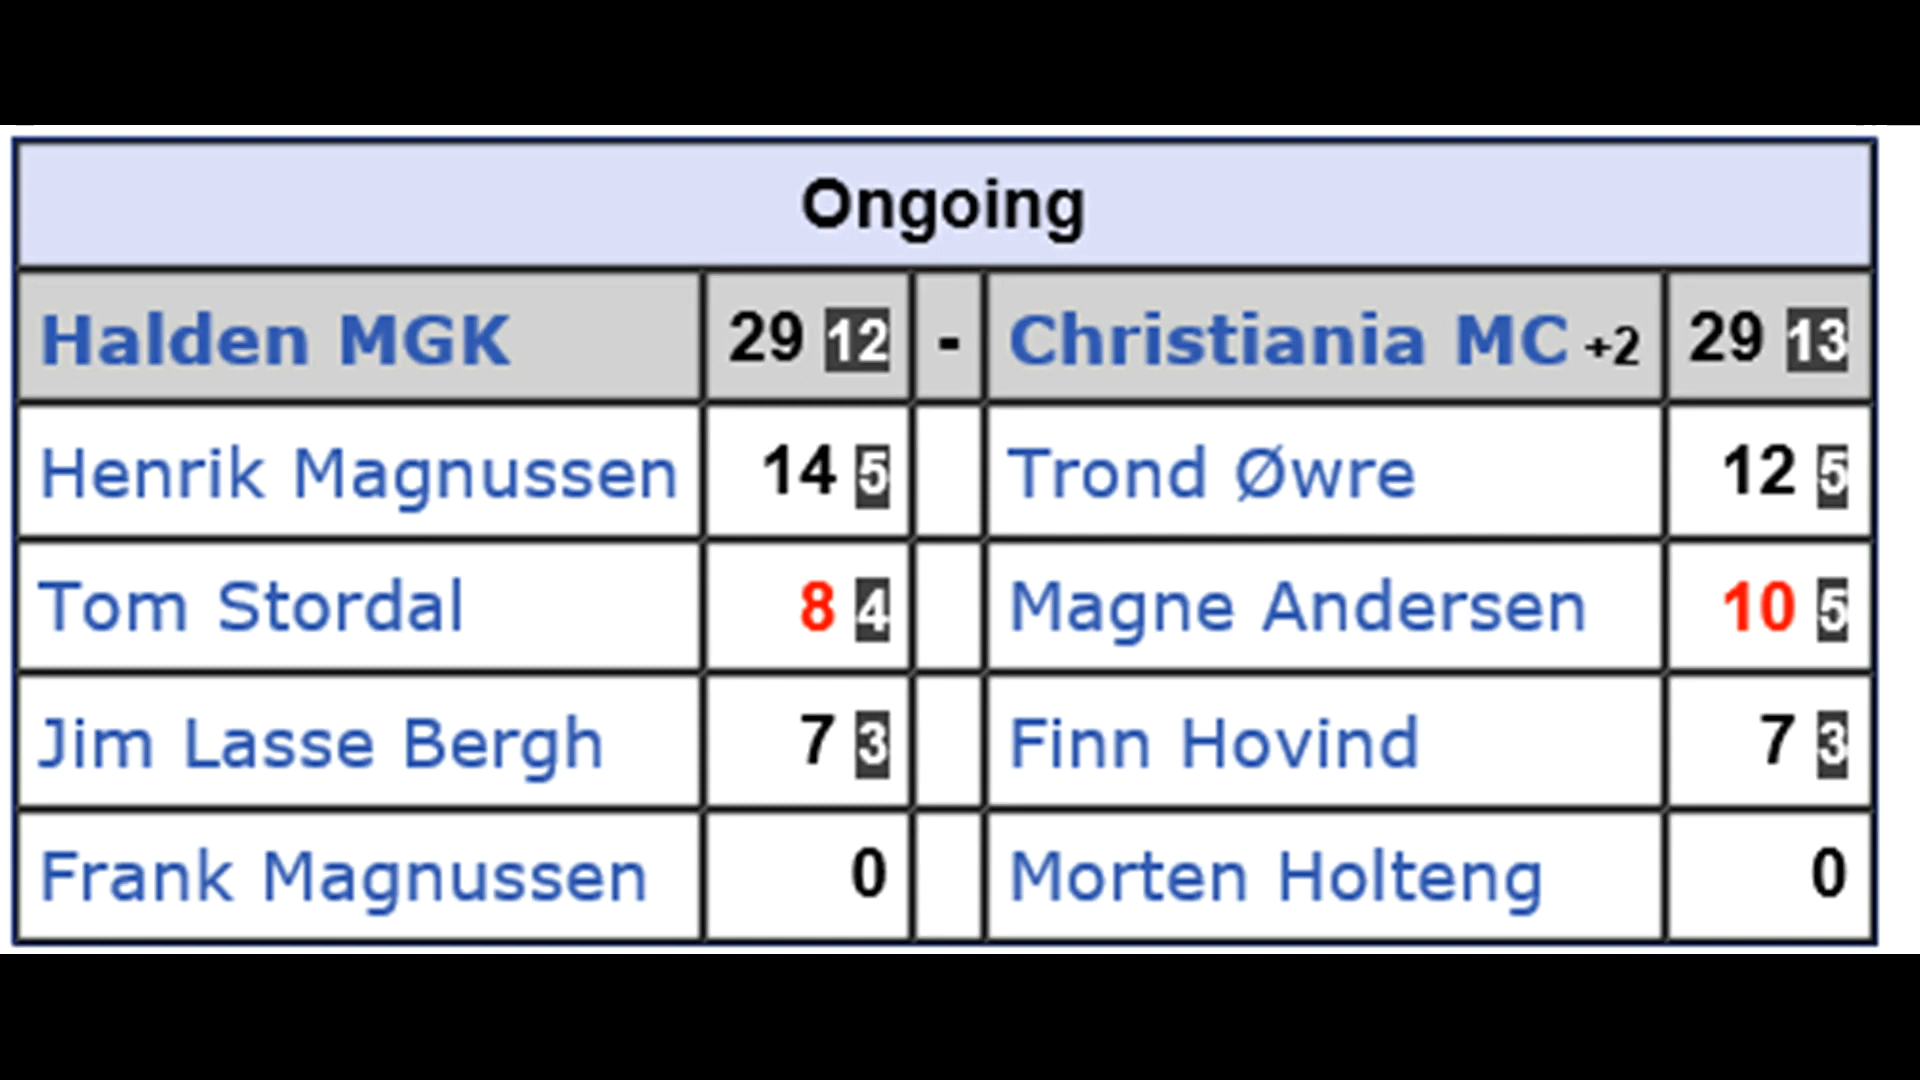 Ongoing
Halden MGK 29 12 - Christiania MC +2 29 13
Henrik Magnussen 14 5 Trond Øwre 12 5
Tom Stordal 8 4 Magne Andersen 10 5
Jim Lasse Bergh 7 3 Finn Hovind 7 3
Frank Magnussen 0 Morten Holteng 0